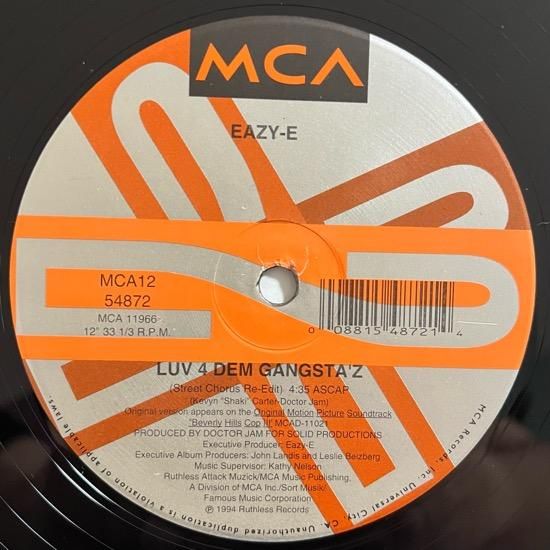 MCA
EAZY-E
MCA12
54872
MCA 11966
12" 33 1/3 R.P.M.
0 08815 48721 4
LUV 4 DEM GANGSTA'Z
(Street Chorus Re-Edit) 4:35 ASCAP
(Kevyn "Shaki" Carter-Doctor Jam)
Original version appears on the Original Motion Picture Soundtrack
"Beverly Hills Cop III" MCAD-11021
PRODUCED BY DOCTOR JAM FOR SOLID PRODUCTIONS
Executive Producer: Eazy-E
Executive Album Producers: John Landis and Leslie Belzberg
Music Supervisor: Kathy Nelson
Ruthless Attack Muzick/MCA Music Publishing,
A Division of MCA Inc./Sort Musik/
Famous Music Corporation
℗ 1994 Ruthless Records
MCA Records, Inc. Universal City, CA. Unauthorized duplication is a violation of applicable laws.